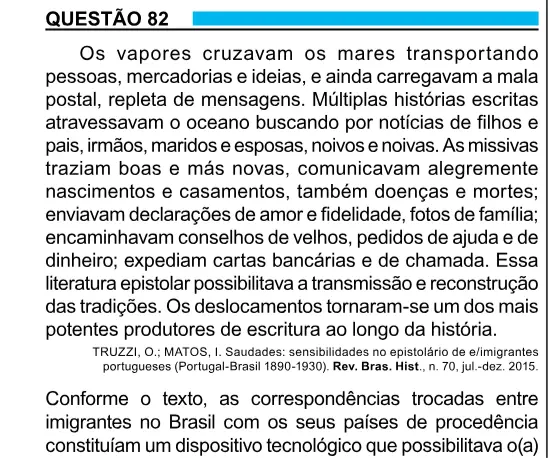 QUESTÃO 82
Os vapores cruzavam os mares transportando
pessoas, mercadorias e ideias, e ainda carregavam a mala
postal, repleta de mensagens. Múltiplas histórias escritas
atravessavam o oceano buscando por notícias de filhos e
pais, irmãos, maridos e esposas, noivos e noivas. As missivas
traziam boas e más novas, comunicavam alegremente
nascimentos e casamentos, também doenças e mortes;
enviavam declarações de amor e fidelidade, fotos de família;
encaminhavam conselhos de velhos, pedidos de ajuda e de
dinheiro; expediam cartas bancárias e de chamada. Essa
literatura epistolar possibilitava a transmissão e reconstrução
das tradições. Os deslocamentos tornaram-se um dos mais
potentes produtores de escritura ao longo da história.
TRUZZI, O.; MATOS, I. Saudades: sensibilidades no epistolário de e/imigrantes
portugueses (Portugal-Brasil 1890-1930). Rev. Bras. Hist., n. 70, jul.-dez. 2015.
Conforme o texto, as correspondências trocadas entre
imigrantes no Brasil com os seus países de procedência
constituíam um dispositivo tecnológico que possibilitava o(a)